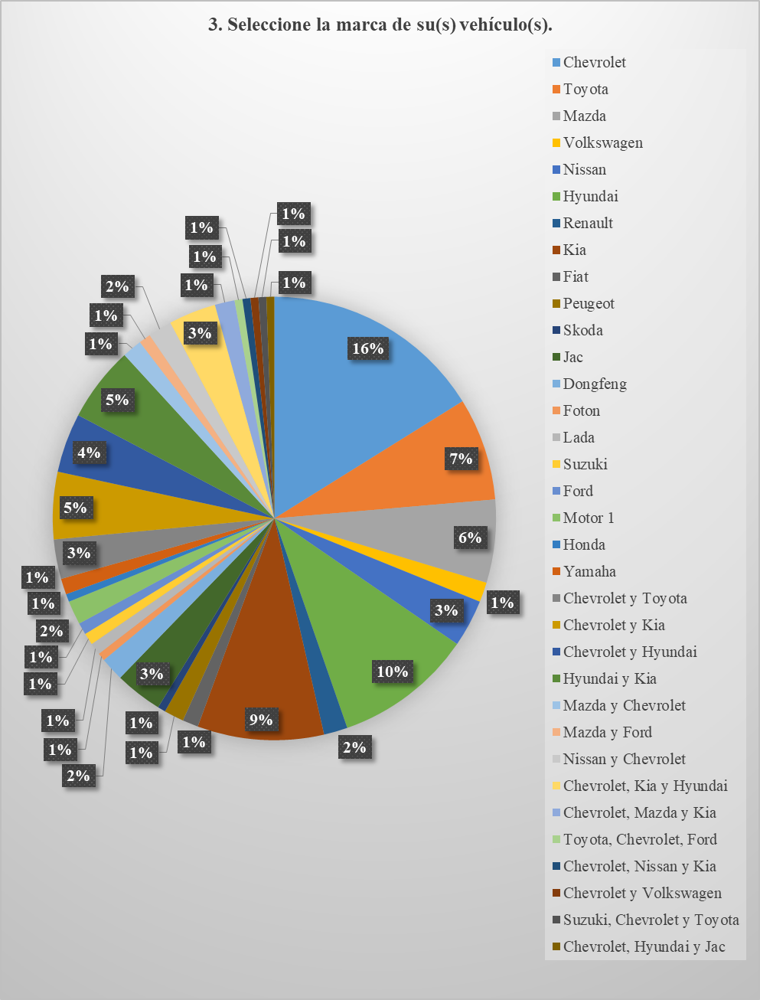 3. Seleccione la marca de su(s) vehículo(s).
Chevrolet
Toyota
Mazda
Volkswagen
Nissan
Hyundai
Renault
Kia
Fiat
Peugeot
Skoda
Jac
Dongfeng
Foton
Lada
Suzuki
Ford
Motor 1
Honda
Yamaha
Chevrolet y Toyota
Chevrolet y Kia
Chevrolet y Hyundai
Hyundai y Kia
Mazda y Chevrolet
Mazda y Ford
Nissan y Chevrolet
Chevrolet, Kia y Hyundai
Chevrolet, Mazda y Kia
Toyota, Chevrolet, Ford
Chevrolet, Nissan y Kia
Chevrolet y Volkswagen
Suzuki, Chevrolet y Toyota
Chevrolet, Hyundai y Jac
16%
7%
6%
1%
3%
10%
2%
9%
1%
1%
1%
3%
2%
1%
1%
1%
1%
2%
1%
1%
3%
5%
4%
5%
1%
1%
2%
3%
1%
1%
1%
1%
1%
1%